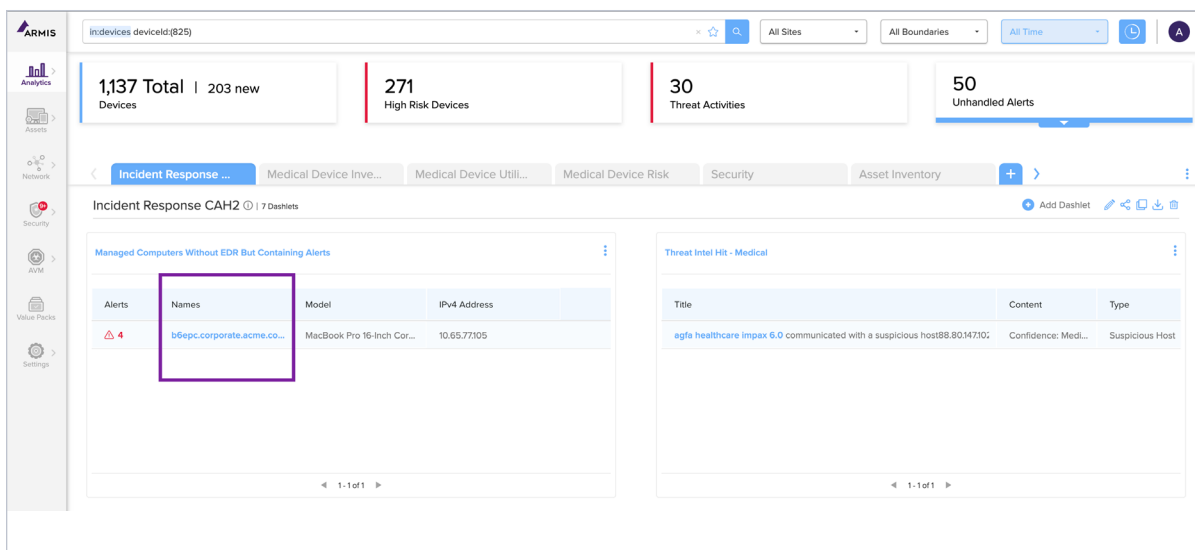 ARMIS
in:devices deviceId:(825)
×
All Sites
All Boundaries
All Time
A
Analytics
Assets
Network
9+
Security
AVM
Value Packs
Settings
1,137 Total | 203 new
Devices
271
High Risk Devices
30
Threat Activities
50
Unhandled Alerts
Incident Response ...
Medical Device Inve...
Medical Device Utili...
Medical Device Risk
Security
Asset Inventory
+
Incident Response CAH2 | 7 Dashlets
Add Dashlet
Managed Computers Without EDR But Containing Alerts
Alerts Names Model IPv4 Address
4 b6epc.corporate.acme.co... MacBook Pro 16-Inch Cor... 10.65.77.105
1 - 1 of 1
Threat Intel Hit - Medical
Title Content Type
agfa healthcare impax 6.0 communicated with a suspicious host88.80.147.102 Confidence: Medi... Suspicious Host
1 - 1 of 1